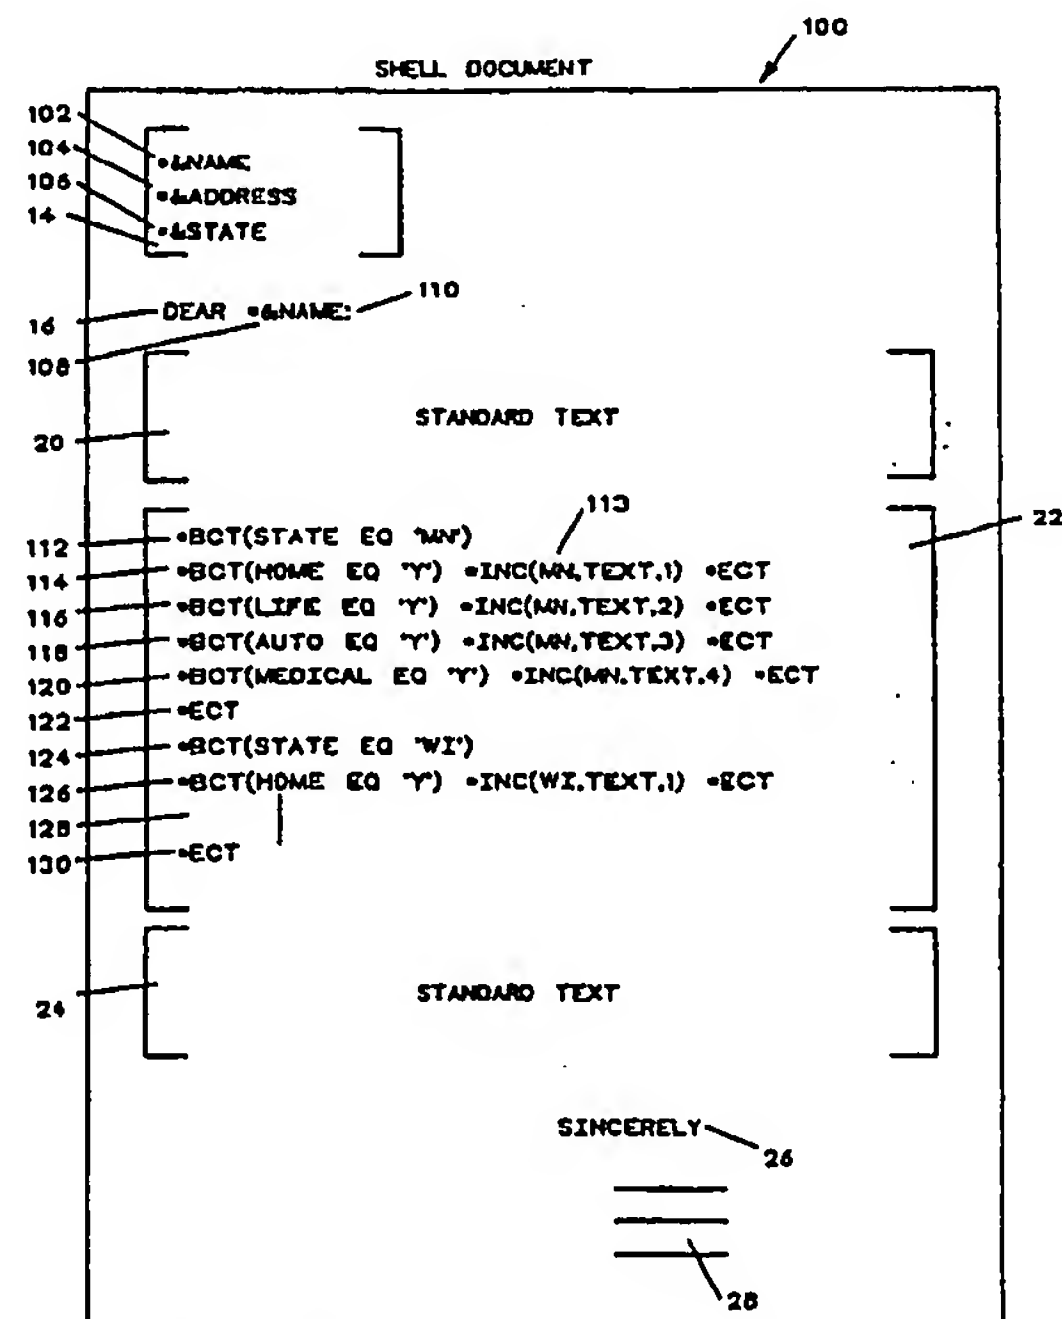 100
SHELL DOCUMENT
102
*&NAME
104
*&ADDRESS
106
*&STATE
14
110
16 DEAR *&NAME:
108
STANDARD TEXT
20
113
22
112 *BCT(STATE EQ 'MN')
114 *BCT(HOME EQ 'Y') *INC(MN,TEXT,1) *ECT
116 *BCT(LIFE EQ 'Y') *INC(MN,TEXT,2) *ECT
118 *BCT(AUTO EQ 'Y') *INC(MN,TEXT,3) *ECT
120 *BCT(MEDICAL EQ 'Y') *INC(MN,TEXT,4) *ECT
122 *ECT
124 *BCT(STATE EQ 'WI')
126 *BCT(HOME EQ 'Y') *INC(WI,TEXT,1) *ECT
128
130 *ECT
24 STANDARD TEXT
SINCERELY
26
28